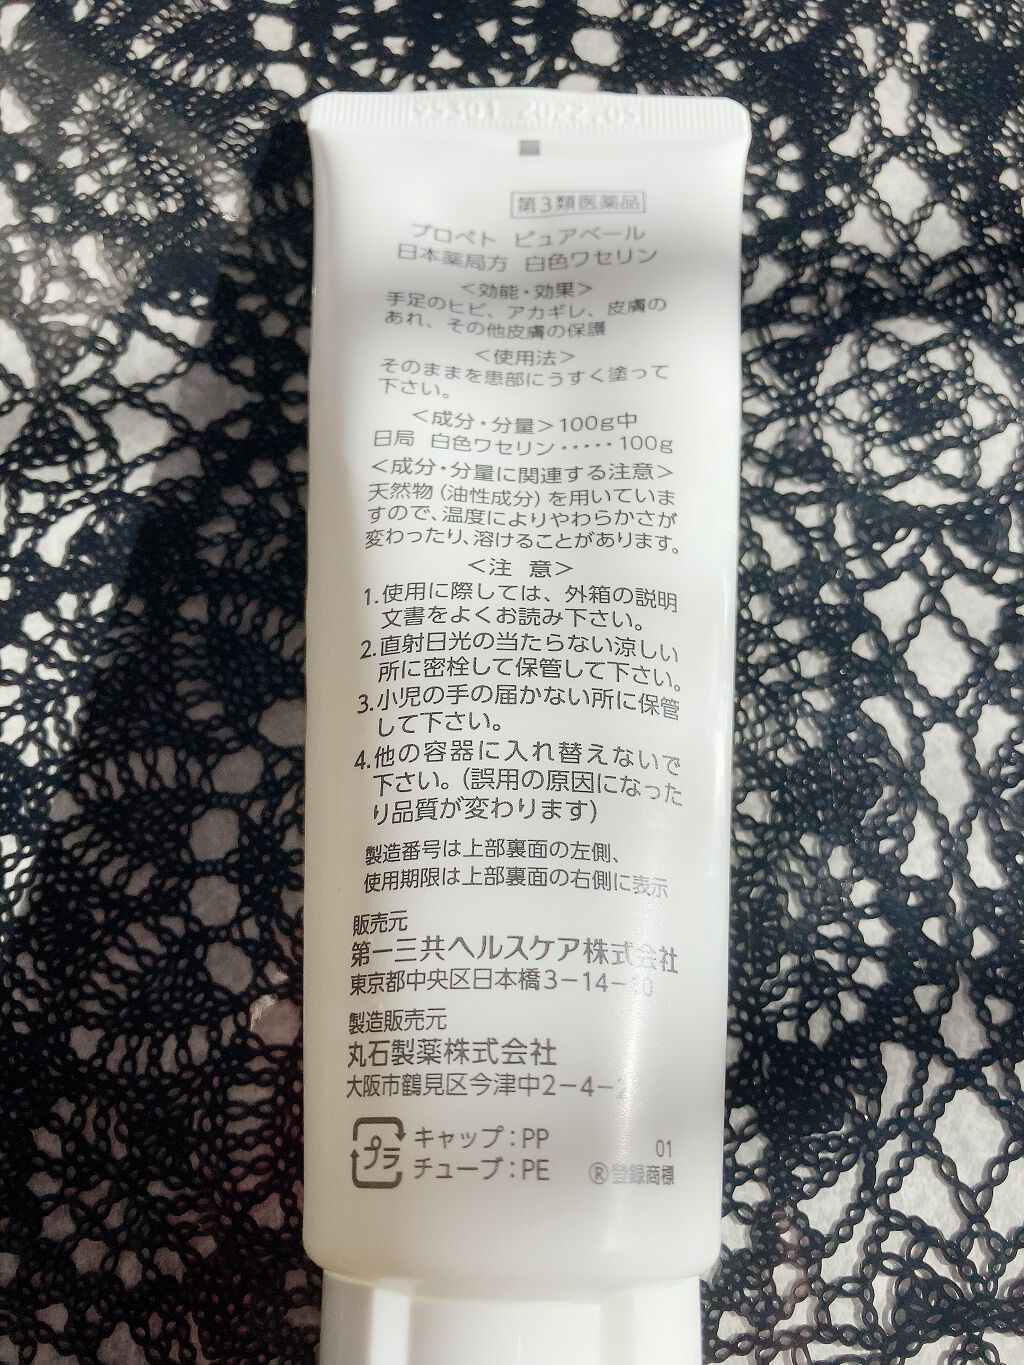 2022.05
第3類医薬品
プロペト ピュアベール
日本薬局方 白色ワセリン
＜効能・効果＞
手足のヒビ、アカギレ、皮膚の
あれ、その他皮膚の保護
＜使用法＞
そのままを患部にうすく塗って
下さい。
＜成分・分量＞100g中
日局 白色ワセリン・・・・・100g
＜成分・分量に関連する注意＞
天然物（油性成分）を用いていま
すので、温度によりやわらかさが
変わったり、溶けることがあります。
＜注 意＞
1.使用に際しては、外箱の説明
文書をよくお読み下さい。
2.直射日光の当たらない涼しい
所に密栓して保管して下さい。
3.小児の手の届かない所に保管
して下さい。
4.他の容器に入れ替えないで
下さい。（誤用の原因になった
り品質が変わります）
製造番号は上部裏面の左側、
使用期限は上部裏面の右側に表示
販売元
第一三共ヘルスケア株式会社
東京都中央区日本橋3-14-10
製造販売元
丸石製薬株式会社
大阪市鶴見区今津中2-4-
プラ
キャップ：PP
チューブ：PE
01
Ⓡ登録商標